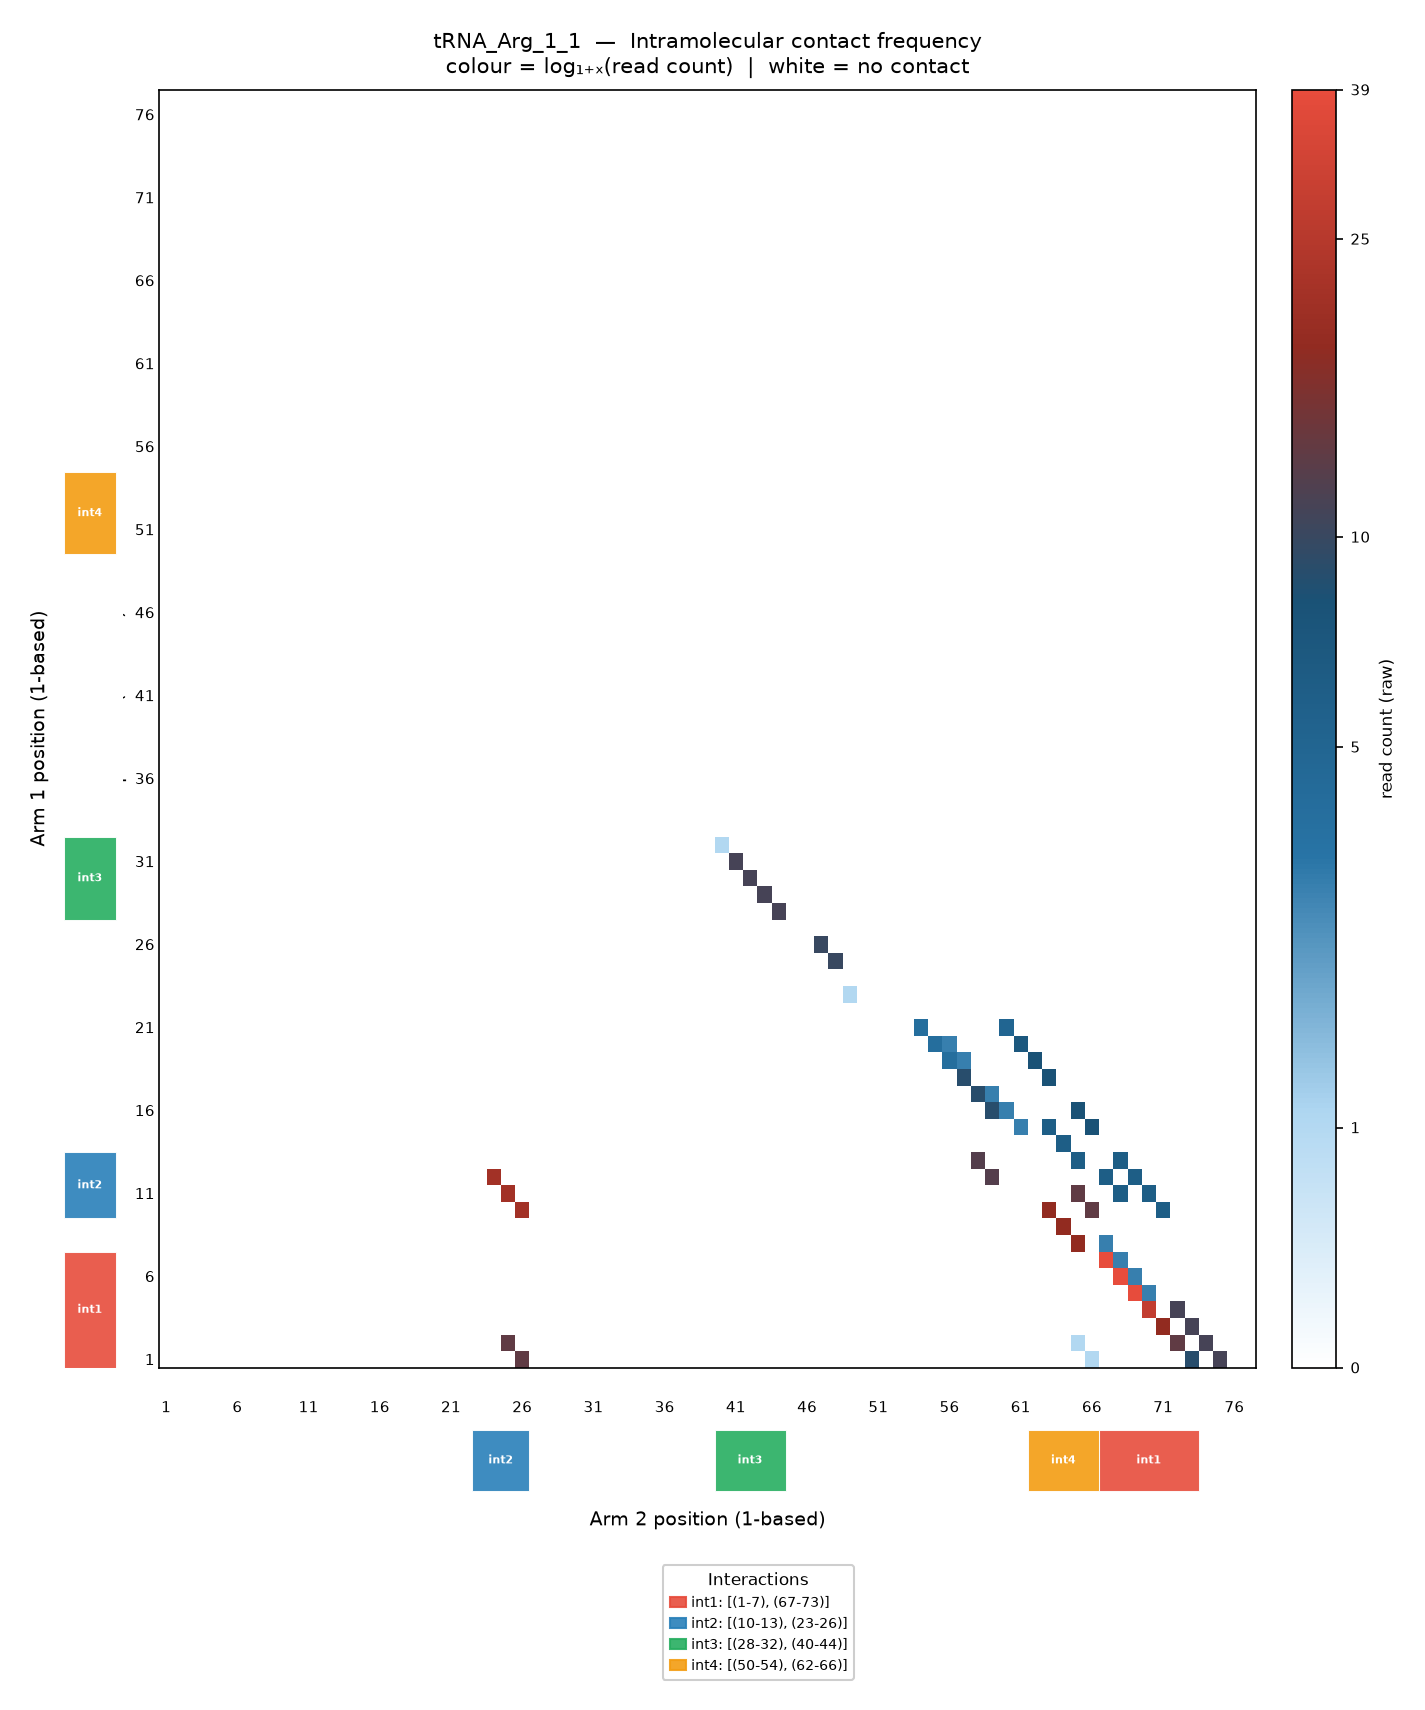 tRNA_Arg_1_1 — Intramolecular contact frequency
colour = log₁₊ₓ(read count) | white = no contact
76
71
66
61
56
51
46
41
36
31
26
21
16
11
6
1
int4
int3
int2
int1
Arm 1 position (1-based)
1 6 11 16 21 26 31 36 41 46 51 56 61 66 71 76
int2 int3 int4 int1
Arm 2 position (1-based)
39
25
10
5
1
0
read count (raw)
Interactions
int1: [(1-7), (67-73)]
int2: [(10-13), (23-26)]
int3: [(28-32), (40-44)]
int4: [(50-54), (62-66)]